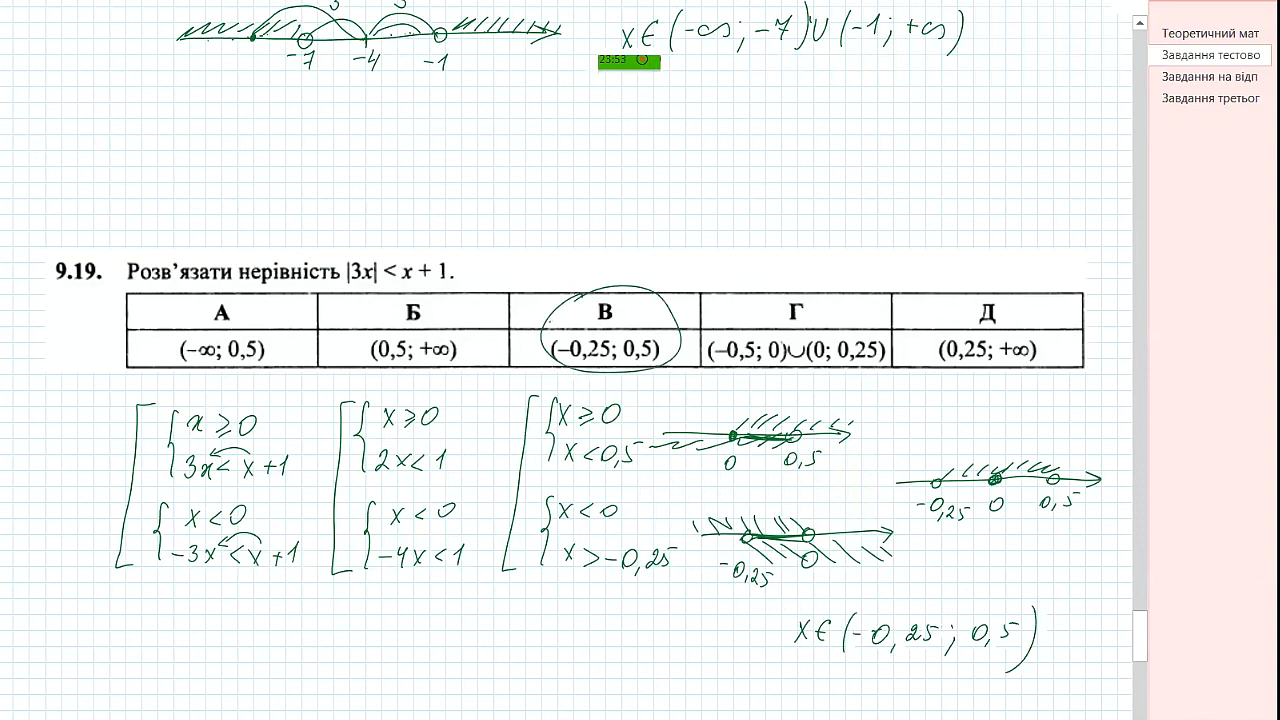 3 3
-7 -4 -1
x∈(-∞; -7)∪(-1; +∞)
23:53
Теоретичний мат
Завдання тестово
Завдання на відп
Завдання третьог
9.19. Розв’язати нерівність |3x| < x + 1.
А Б В Г Д
(–∞; 0,5) (0,5; +∞) (–0,25; 0,5) (–0,5; 0)∪(0; 0,25) (0,25; +∞)
x ⩾ 0 x ⩾ 0 x ⩾ 0
3x < x + 1 2x < 1 x < 0,5
0 0,5
x < 0 x < 0 x < 0
-3x < x + 1 -4x < 1 x > -0,25
-0,25 0
-0,25 0 0,5
x∈(-0,25; 0,5)